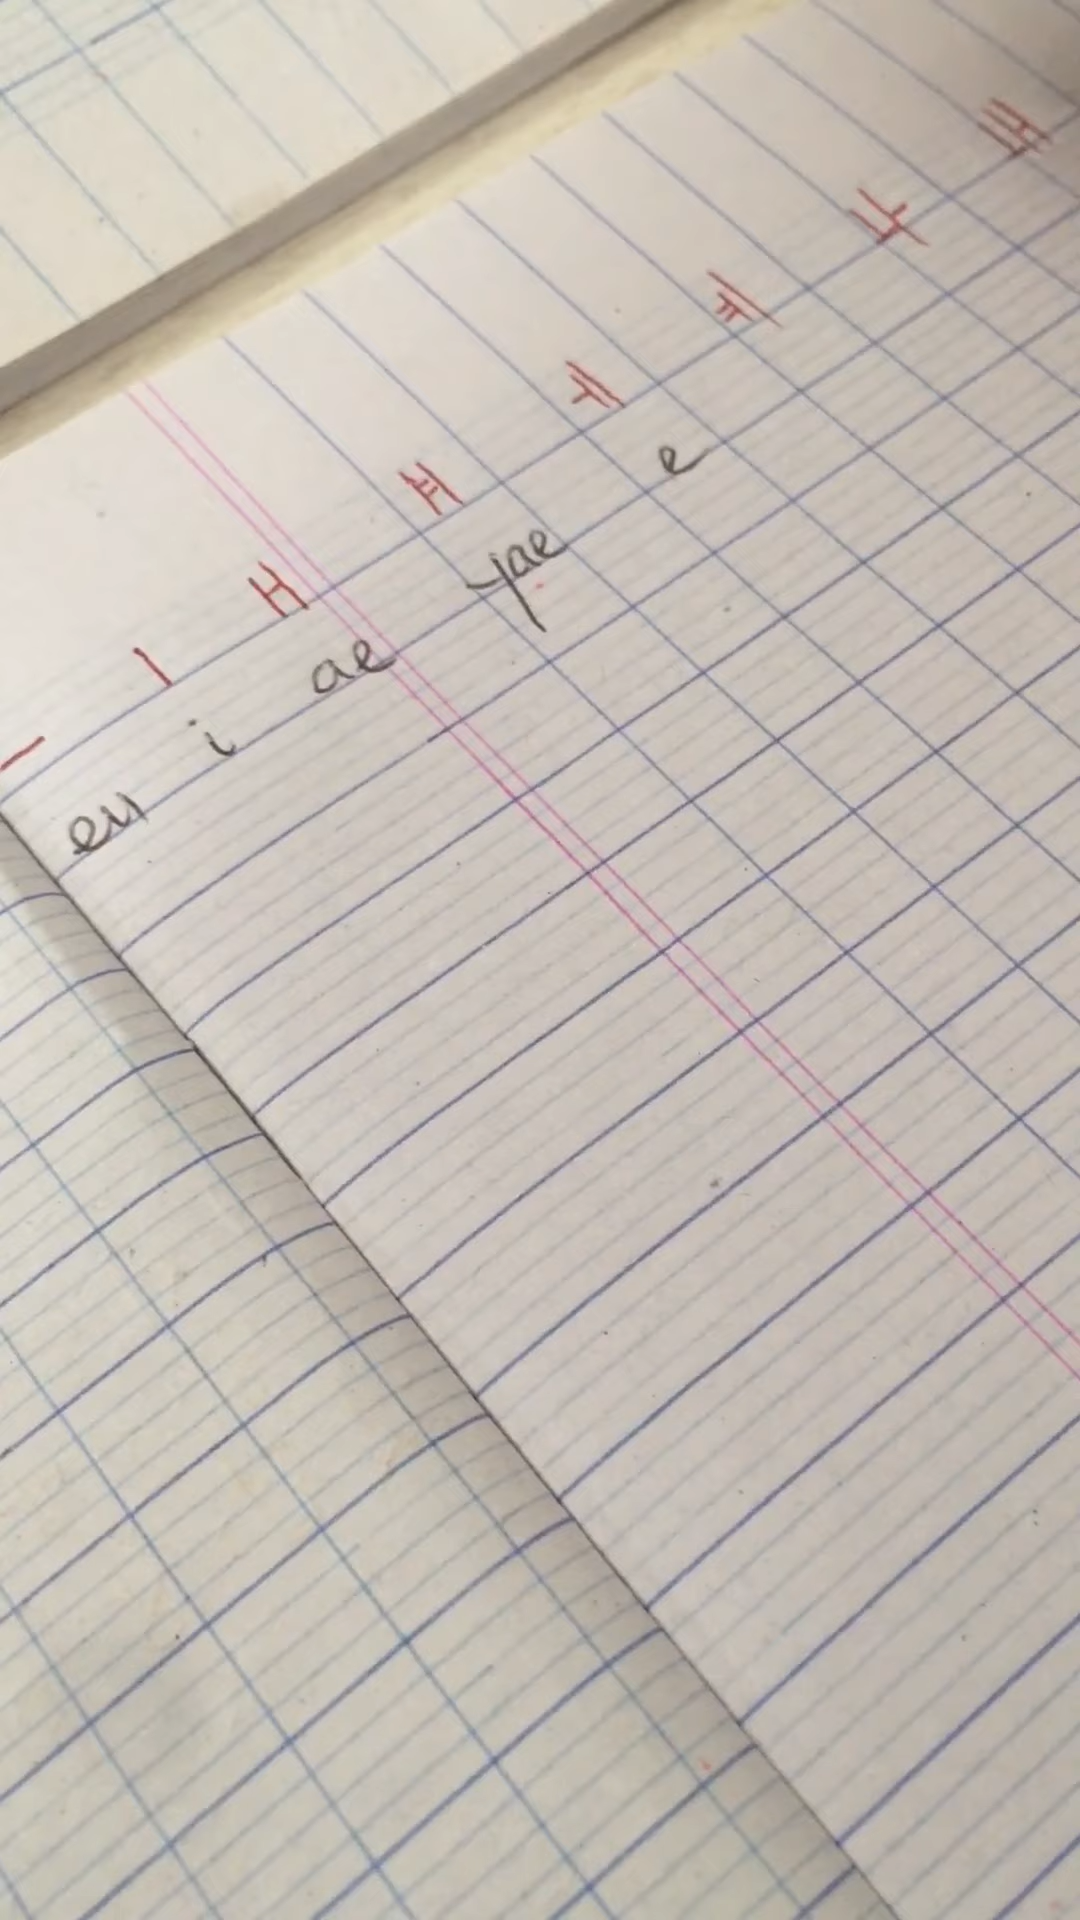 ㅡ ㅣ ㅐ ㅒ ㅔ ㅖ ㅘ ㅙ
eu i ae yae e